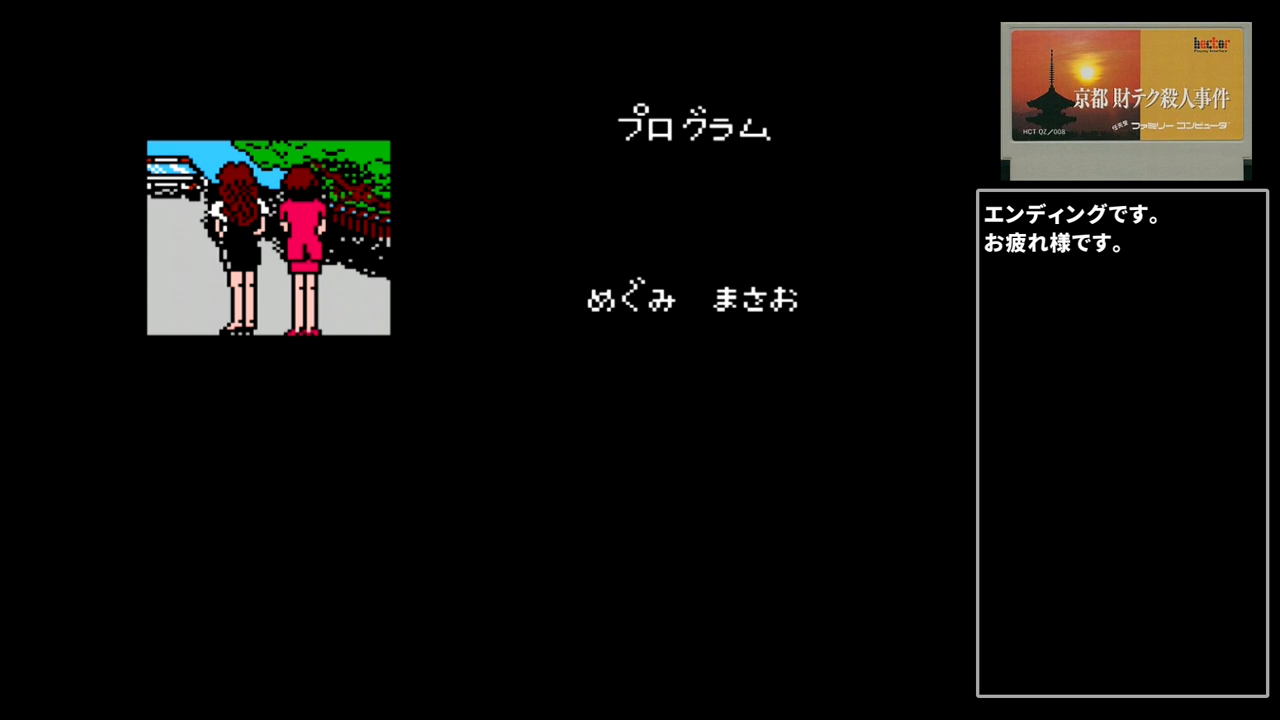 プログラム
めぐみ まさお
hector
京都 財テク殺人事件
HCT QZ/008
ファミリーコンピュータ
エンディングです。
お疲れ様です。